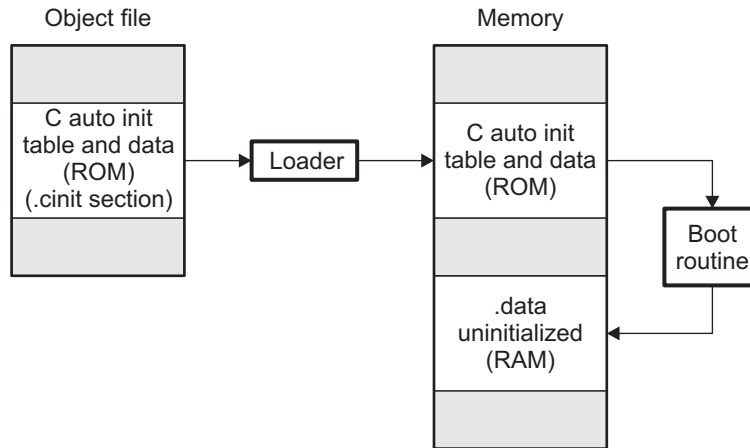 Object file
Memory
C auto init
table and data
(ROM)
(.cinit section)
Loader
C auto init
table and data
(ROM)
Boot
routine
.data
uninitialized
(RAM)